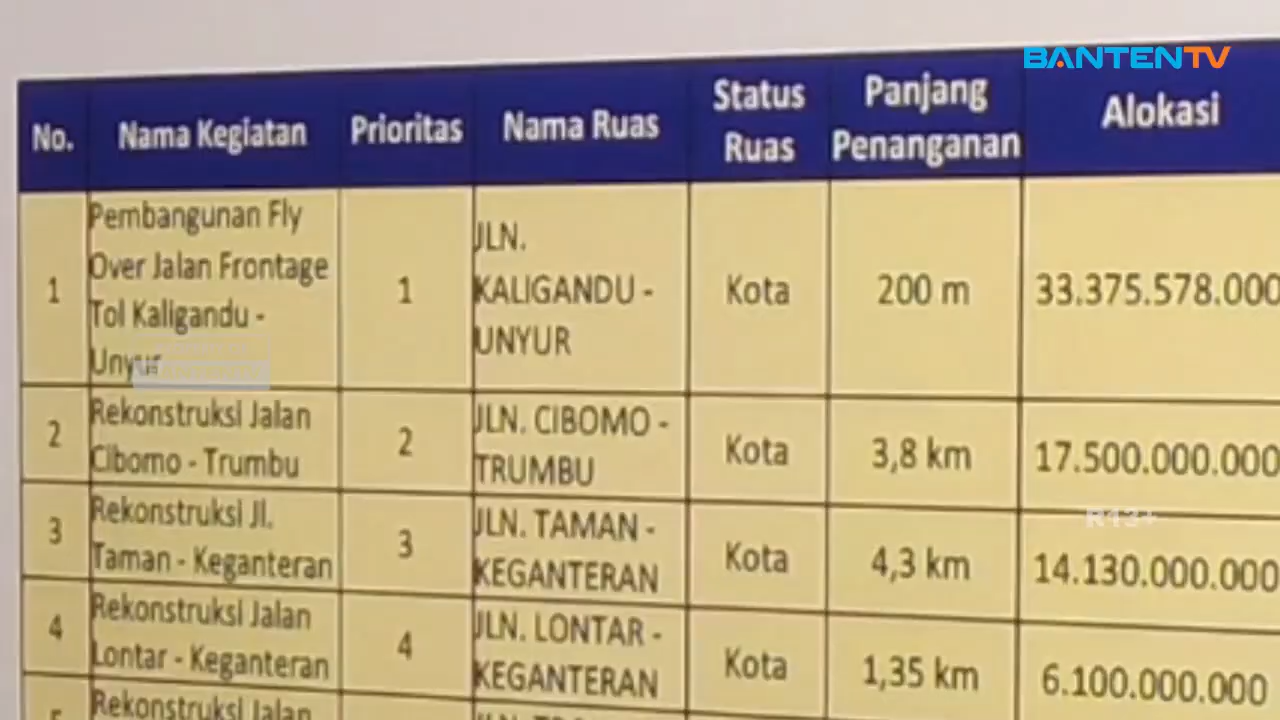 BANTENTV
No.
Nama Kegiatan
Prioritas
Nama Ruas
Status
Ruas
Panjang
Penanganan
Alokasi
1
Pembangunan Fly
Over Jalan Frontage
Tol Kaligandu -
Unyur
1
JLN.
KALIGANDU -
UNYUR
Kota
200 m
33.375.578.000
2
Rekonstruksi Jalan
Cibomo - Trumbu
2
JLN. CIBOMO -
TRUMBU
Kota
3,8 km
17.500.000.000
3
Rekonstruksi Jl.
Taman - Keganteran
3
JLN. TAMAN -
KEGANTERAN
Kota
4,3 km
14.130.000.000
R13+
4
Rekonstruksi Jalan
Lontar - Keganteran
4
JLN. LONTAR -
KEGANTERAN
Kota
1,35 km
6.100.000.000
5
Rekonstruksi Jalan
JLN.